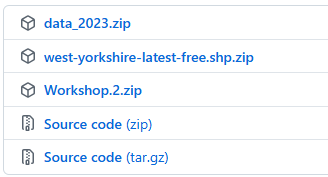 data_2023.zip
west-yorkshire-latest-free.shp.zip
Workshop.2.zip
Source code (zip)
Source code (tar.gz)